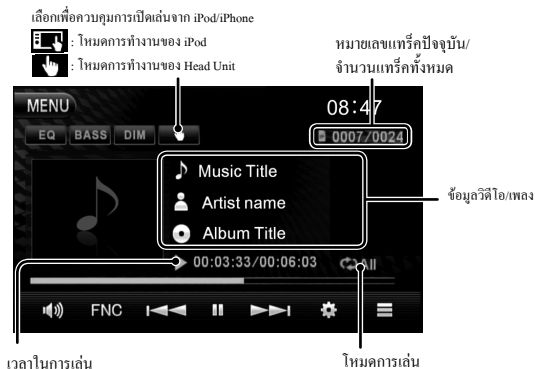 เลือกเพื่อควบคุมการเปิดเล่นจาก iPod/iPhone
: โหมดการทำงานของ iPod
: โหมดการทำงานของ Head Unit
หมายเลขแทร็คปัจจุบัน/
จำนวนแทร็คทั้งหมด
MENU
08:47
EQ BASS DIM
0007/0024
Music Title
Artist name
Album Title
ข้อมูลวิดีโอ/เพลง
00:03:33/00:06:03
All
FNC
เวลาในการเล่น
โหมดการเล่น